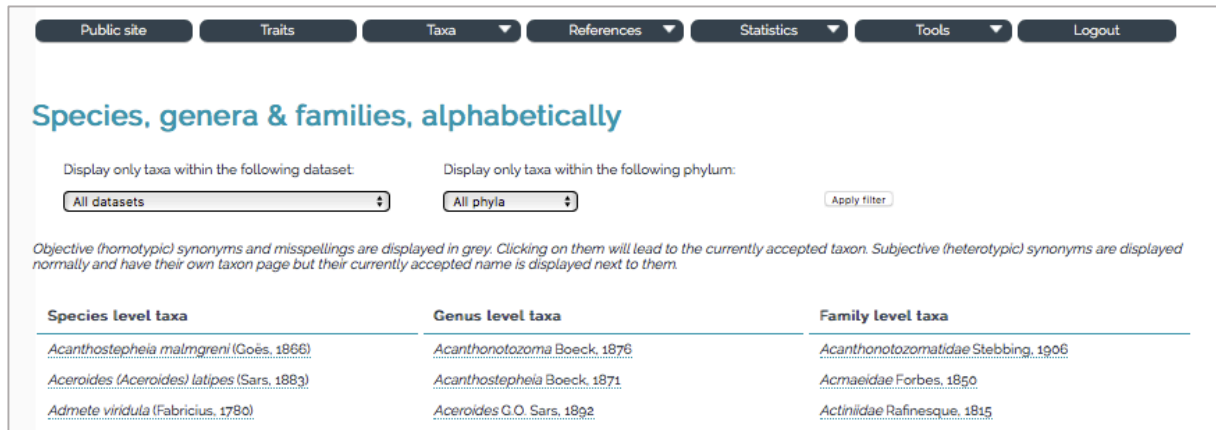 Public site Traits Taxa References Statistics Tools Logout
Species, genera & families, alphabetically
Display only taxa within the following dataset: Display only taxa within the following phylum:
All datasets All phyla Apply filter
Objective (homotypic) synonyms and misspellings are displayed in grey. Clicking on them will lead to the currently accepted taxon. Subjective (heterotypic) synonyms are displayed
normally and have their own taxon page but their currently accepted name is displayed next to them.
Species level taxa Genus level taxa Family level taxa
Acanthostepheia malmgreni (Goës, 1866) Acanthonotozoma Boeck, 1876 Acanthonotozomatidae Stebbing, 1906
Aceroides (Aceroides) latipes (Sars, 1883) Acanthostepheia Boeck, 1871 Acmaeidae Forbes, 1850
Admete viridula (Fabricius, 1780) Aceroides G.O. Sars, 1892 Actiniidae Rafinesque, 1815